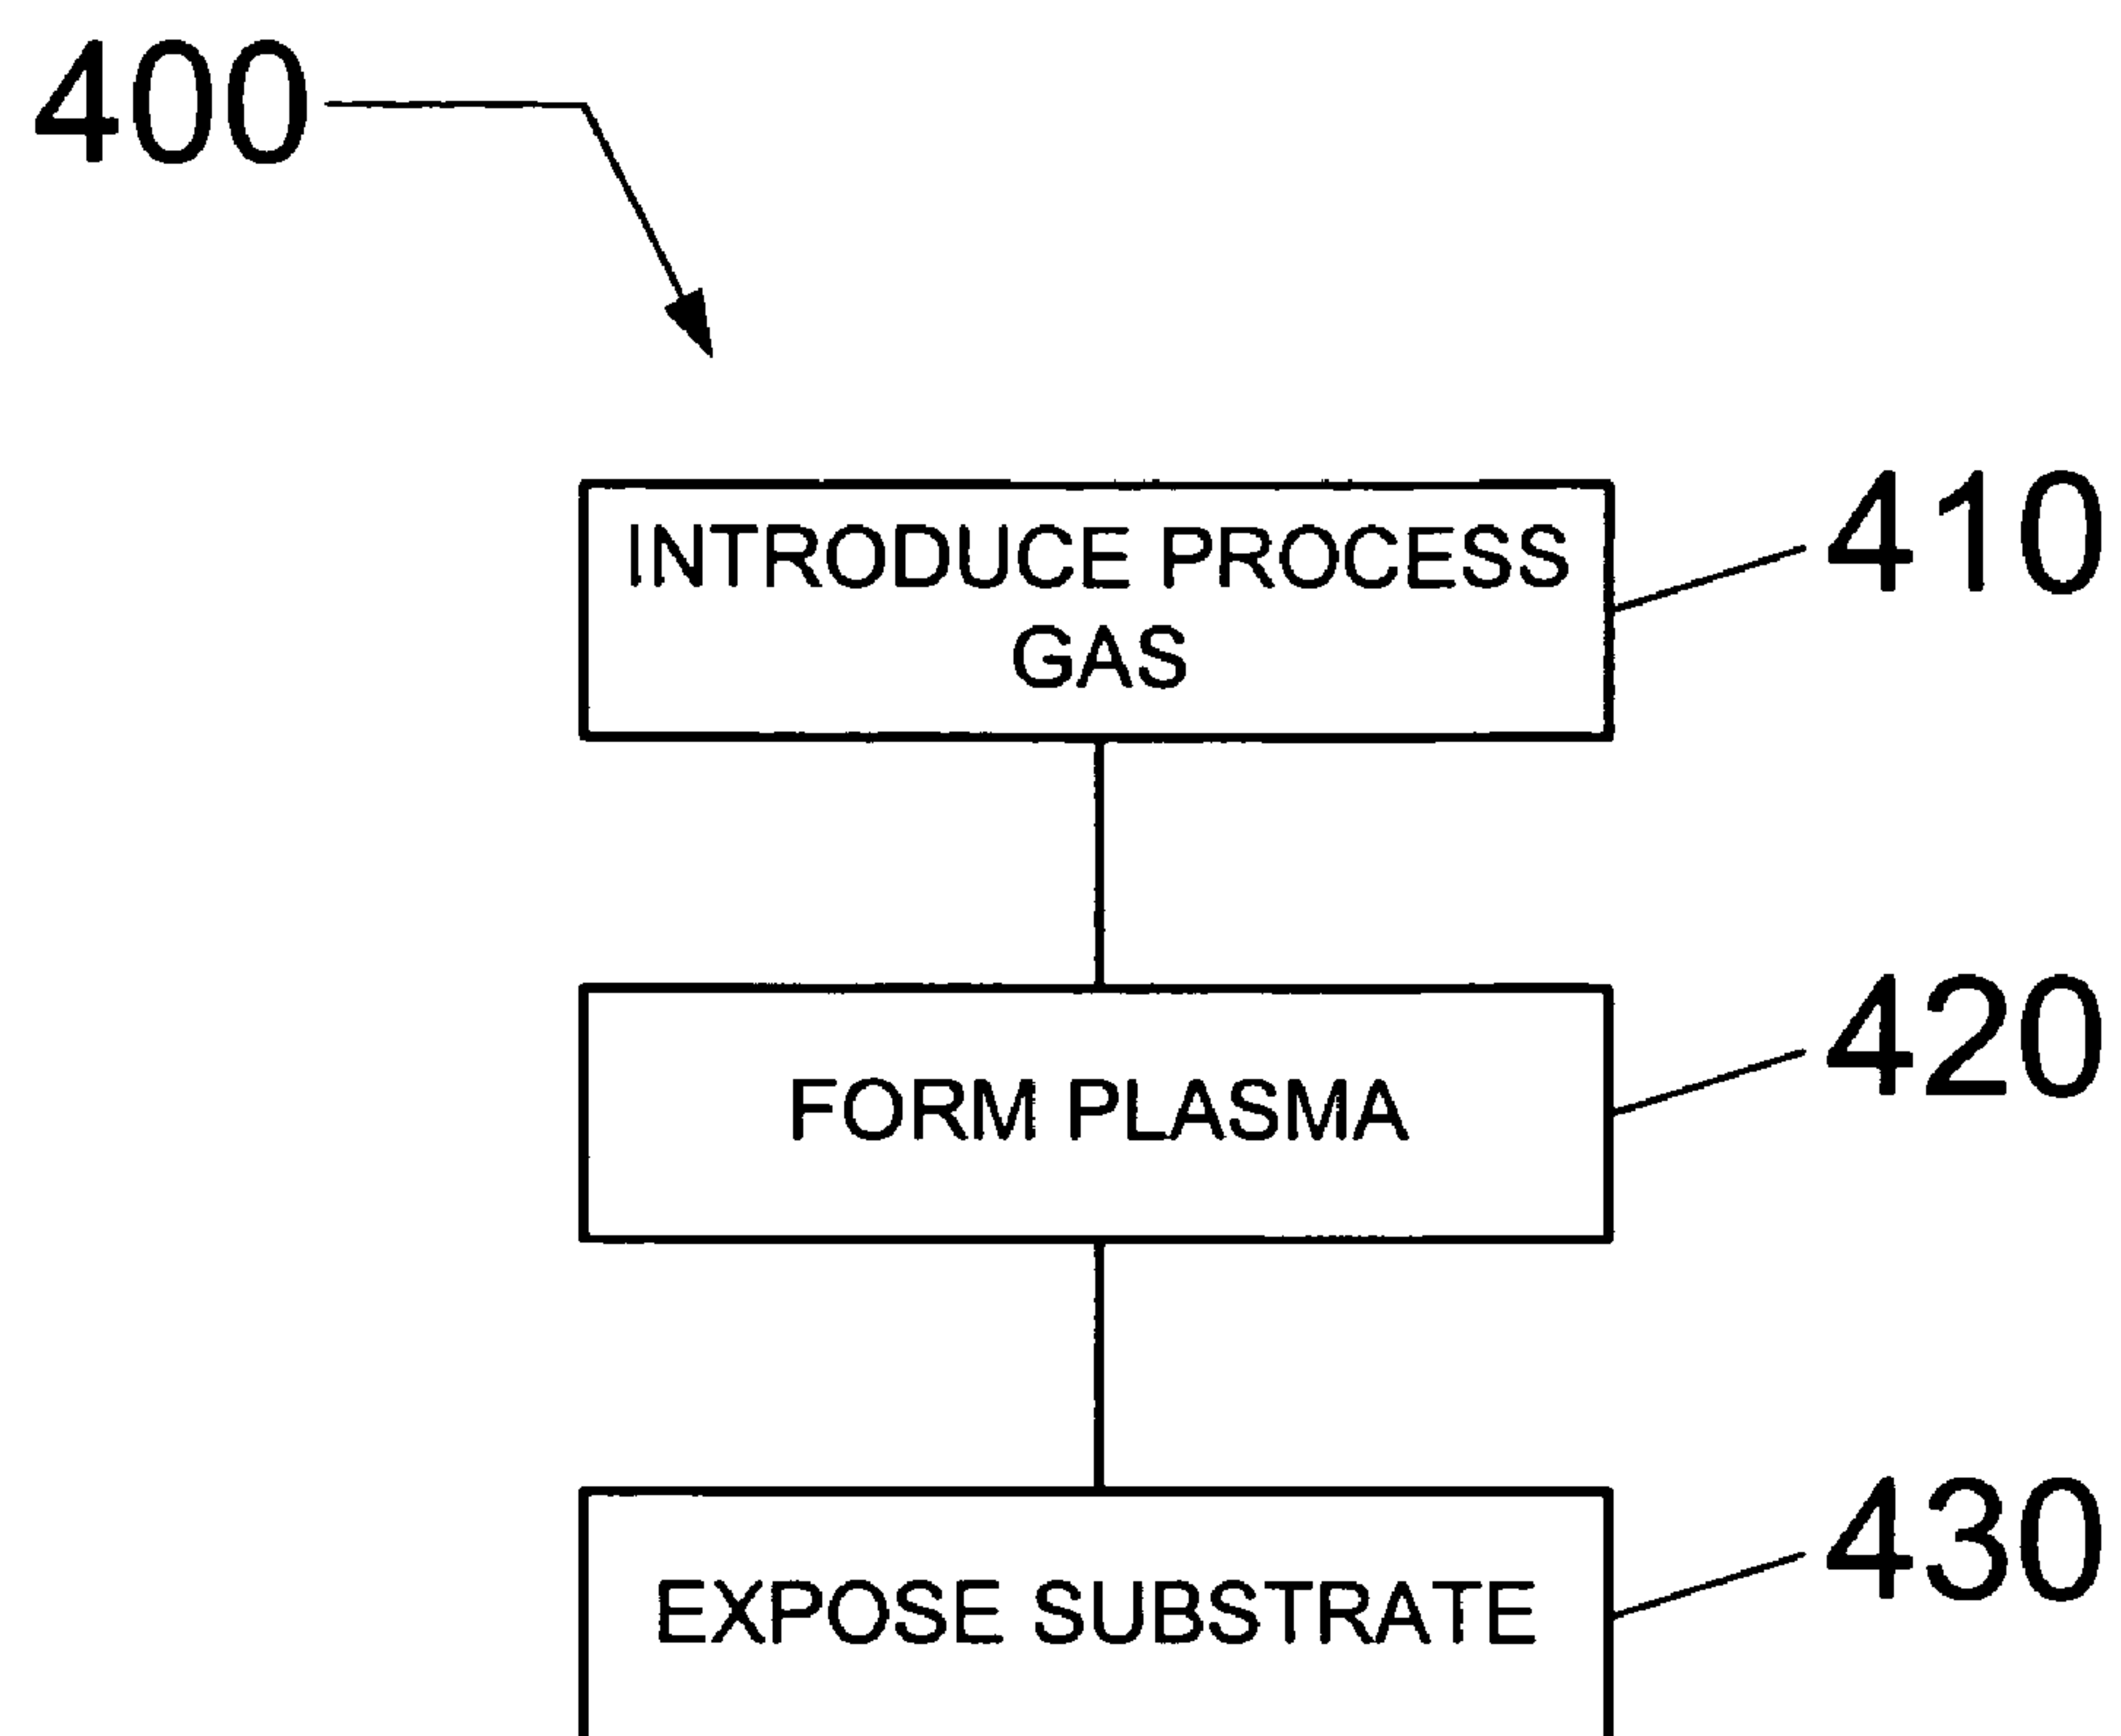 400
INTRODUCE PROCESS
GAS
410
FORM PLASMA
420
EXPOSE SUBSTRATE
430